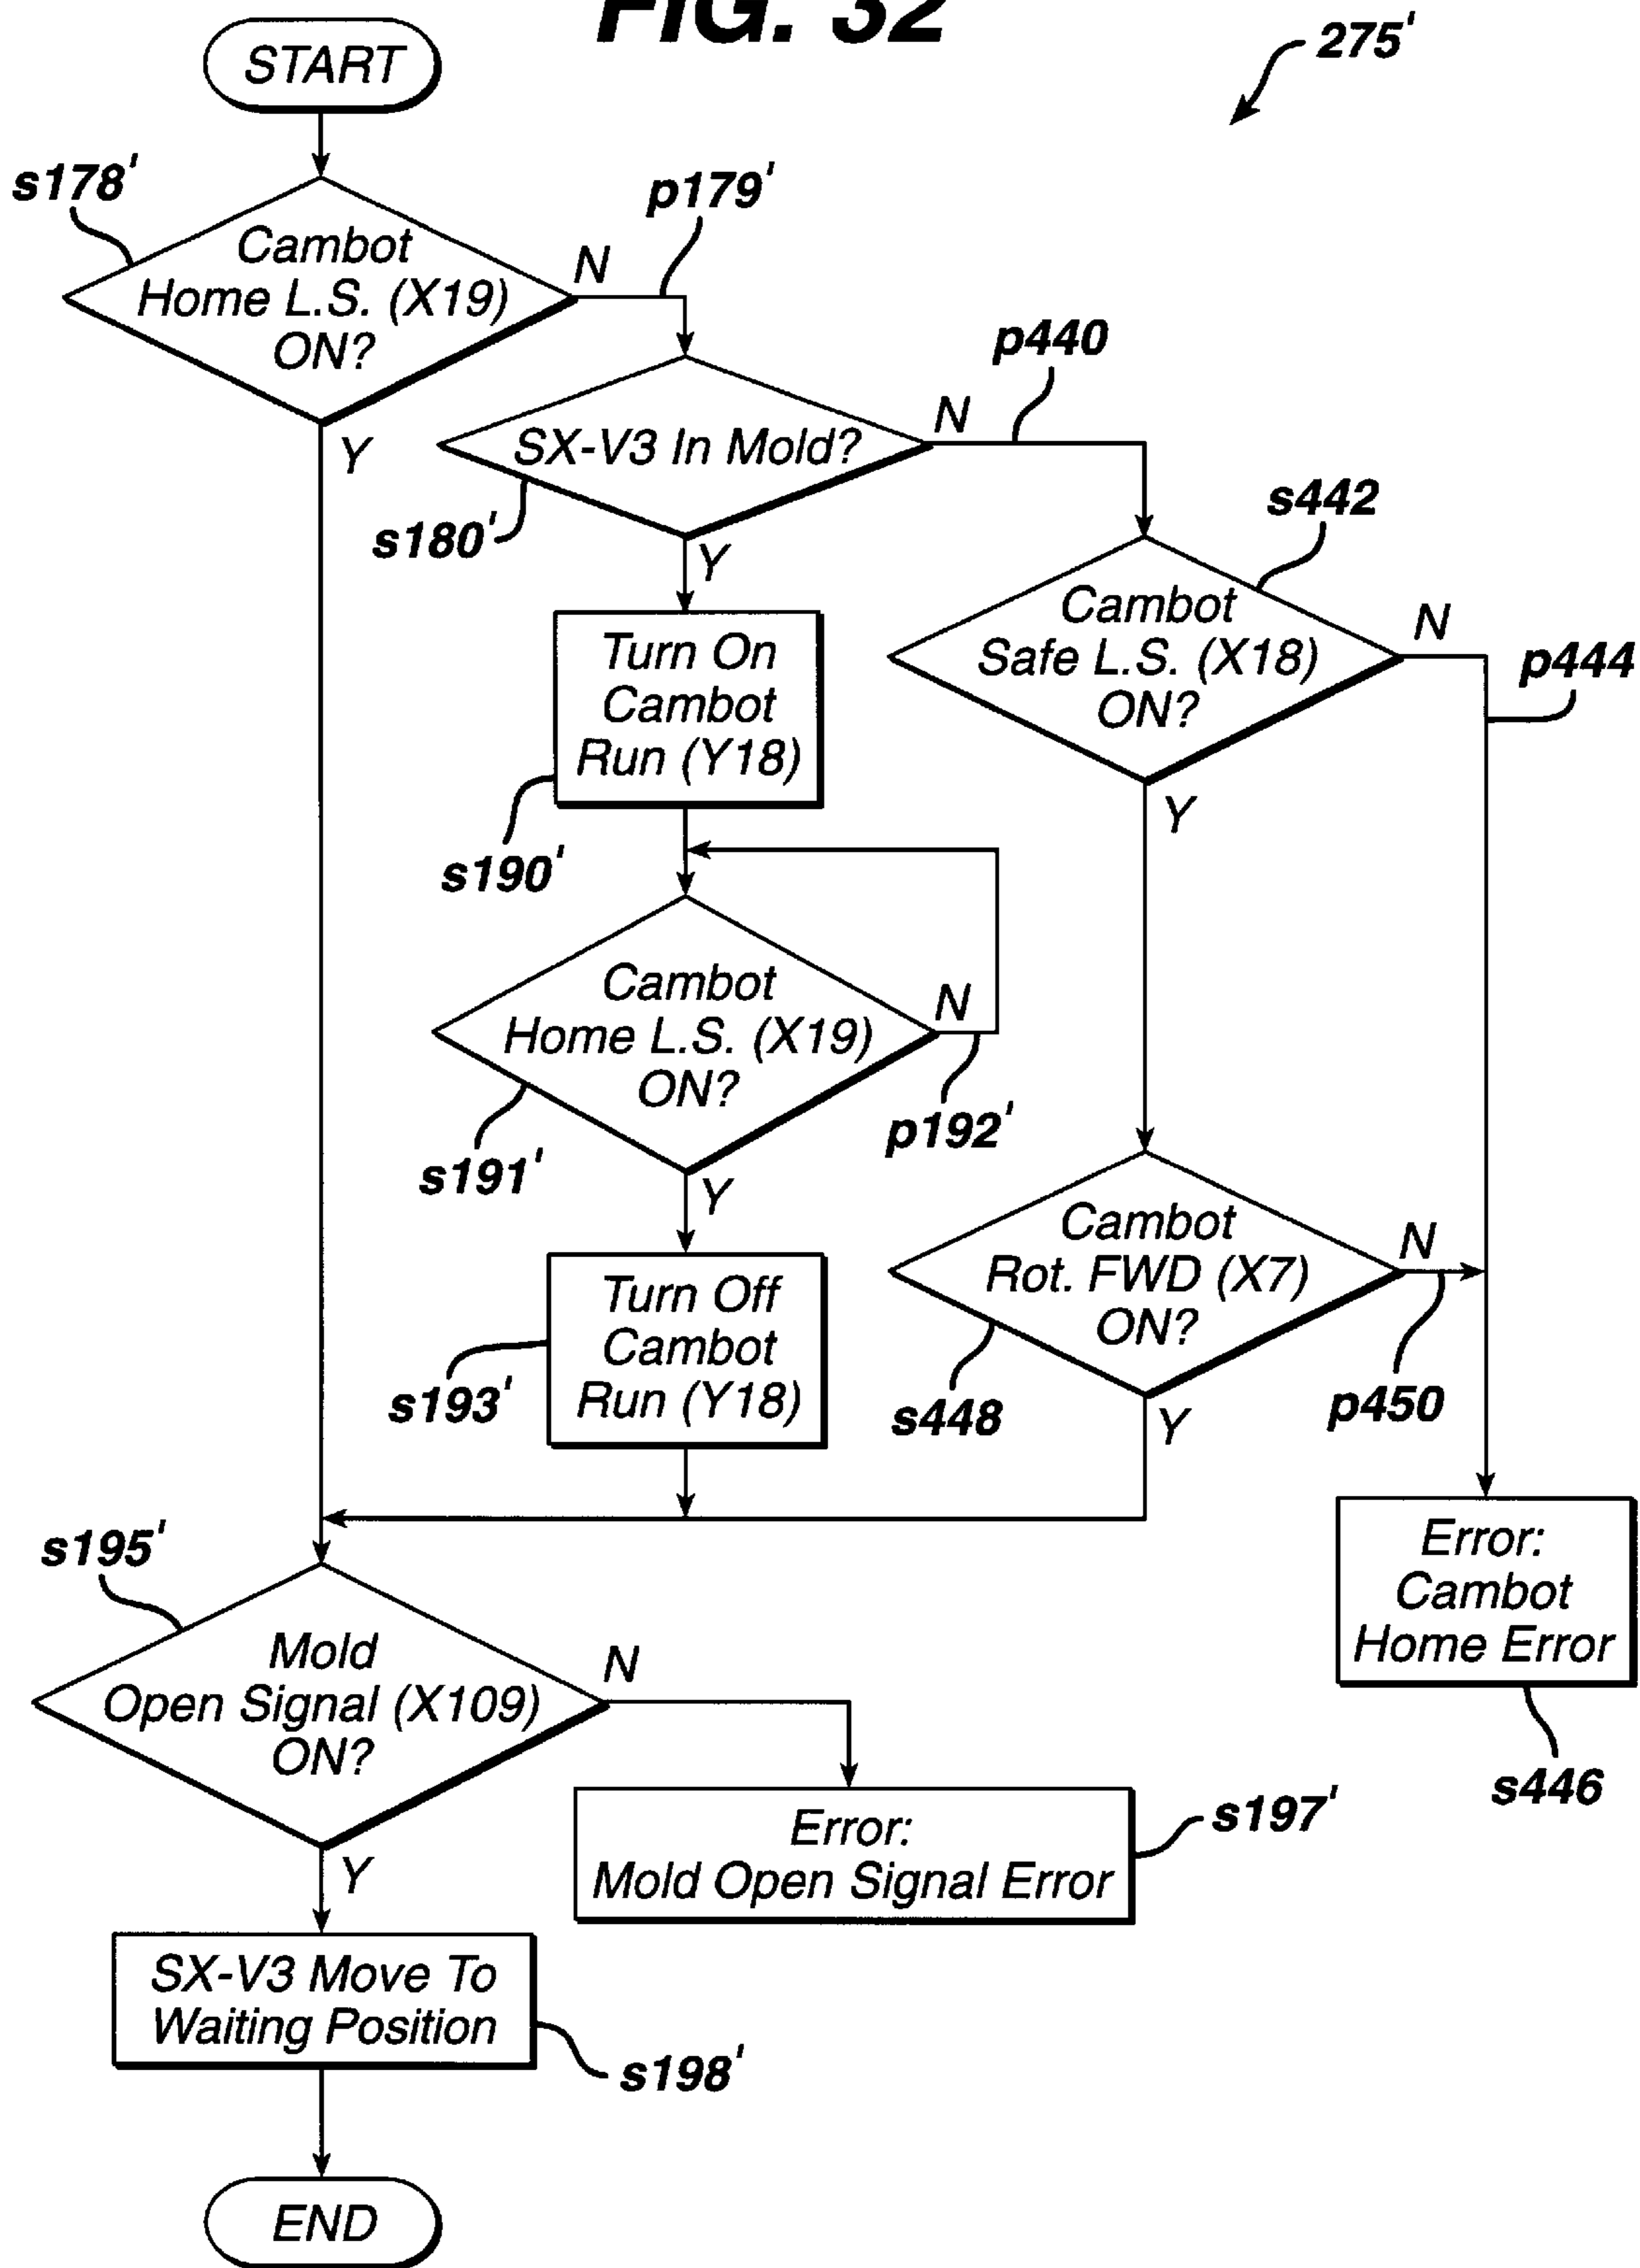 FIG. 32
275'
START
s178'
Cambot
Home L.S. (X19)
ON?
N
Y
p179'
SX-V3 In Mold?
N
Y
s180'
p440
s442
Cambot
Safe L.S. (X18)
ON?
N
Y
p444
Turn On
Cambot
Run (Y18)
s190'
Cambot
Home L.S. (X19)
ON?
N
Y
p192'
s191'
Cambot
Rot. FWD (X7)
ON?
N
Y
s448
p450
Turn Off
Cambot
Run (Y18)
s193'
Error:
Cambot
Home Error
s446
s195'
Mold
Open Signal (X109)
ON?
N
Y
Error:
Mold Open Signal Error
s197'
SX-V3 Move To
Waiting Position
s198'
END